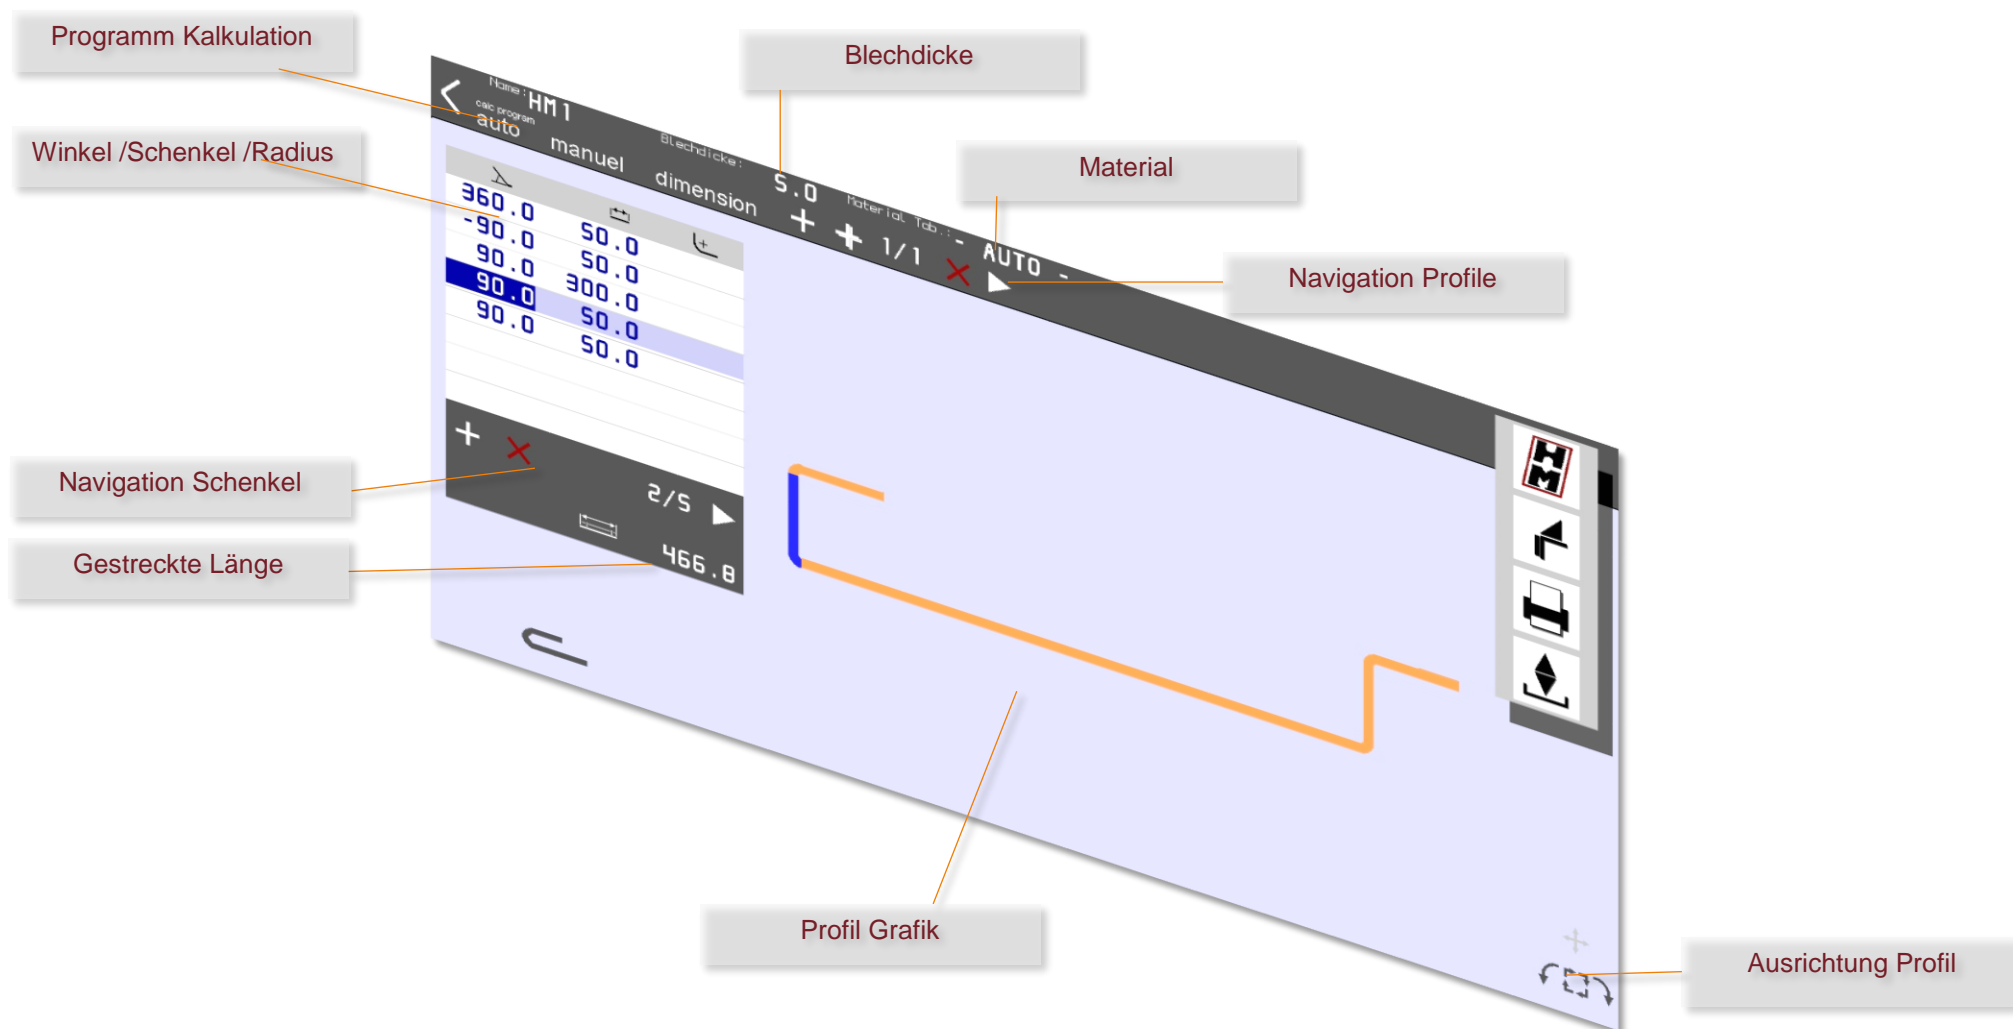 Programm Kalkulation
Blechdicke
Winkel /Schenkel /Radius
Material
Navigation Profile
Navigation Schenkel
Gestreckte Länge
Profil Grafik
Ausrichtung Profil
Name: HM1
Blechdicke: 5.0
Material Tab.: - AUTO -
calc program
auto manuel dimension 1/1
360.0 50.0
-90.0 50.0
90.0 300.0
90.0 50.0
90.0 50.0
2/5
466.8
HM